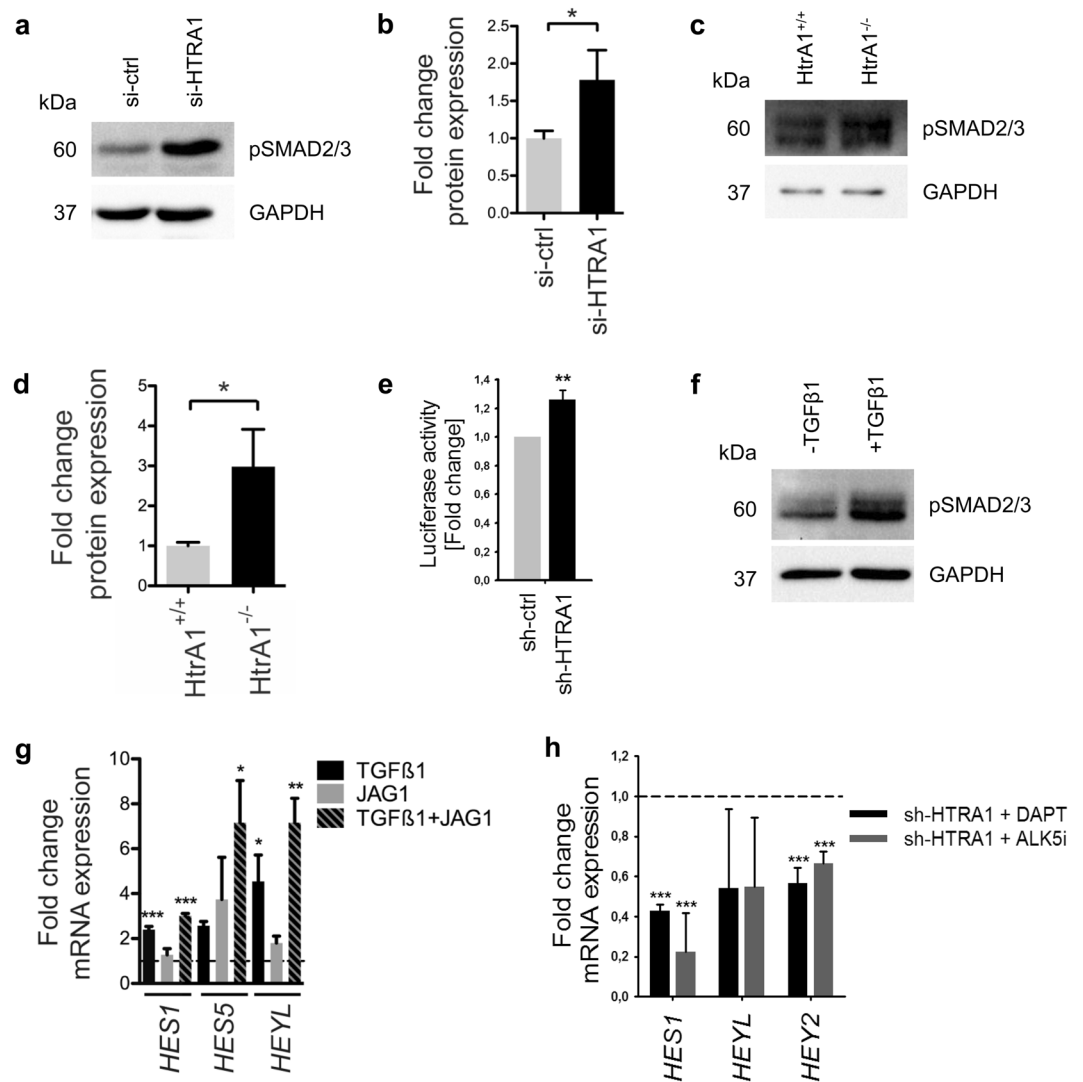 a
si-ctrl
si-HTRA1
kDa
60
pSMAD2/3
37
GAPDH
b
*
Fold change
protein expression
2.5
2.0
1.5
1.0
0.5
0.0
si-ctrl
si-HTRA1
c
HtrA1+/+
HtrA1-/-
kDa
60
pSMAD2/3
37
GAPDH
d
*
Fold change
protein expression
5
4
3
2
1
0
HtrA1+/+
HtrA1-/-
e
**
Luciferase activity
[Fold change]
1,4
1,2
1,0
0,8
0,6
0,4
0,2
0,0
sh-ctrl
sh-HTRA1
f
-TGFβ1
+TGFβ1
kDa
60
pSMAD2/3
37
GAPDH
g
Fold change
mRNA expression
10
8
6
4
2
0
*** *** * * **
TGFß1
JAG1
TGFß1+JAG1
HES1
HES5
HEYL
h
Fold change
mRNA expression
1,2
1,0
0,8
0,6
0,4
0,2
0,0
*** *** *** ***
sh-HTRA1 + DAPT
sh-HTRA1 + ALK5i
HES1
HEYL
HEY2